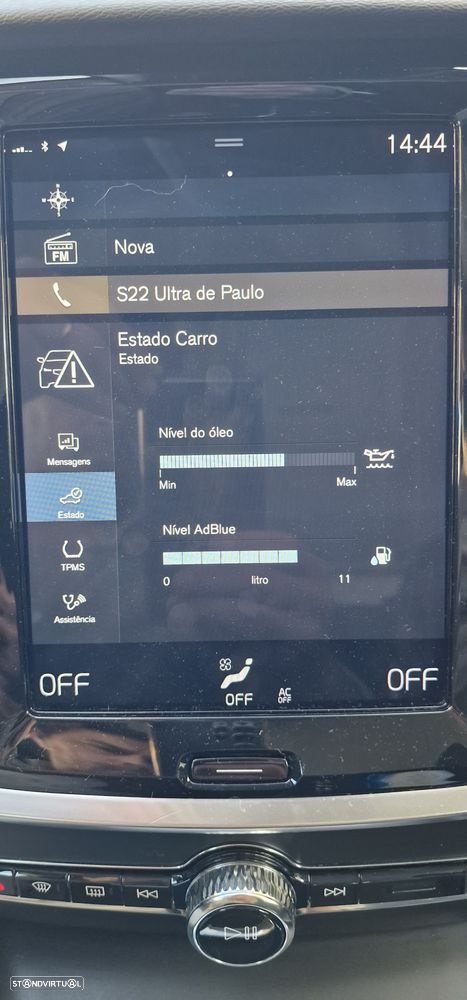 14:44
FM
Nova
S22 Ultra de Paulo
Estado Carro
Estado
Nível do óleo
Min
Max
Mensagens
Estado
Nível AdBlue
0
litro
11
TPMS
Assistência
OFF
OFF
AC
OFF
OFF
STANDVIRTUAL